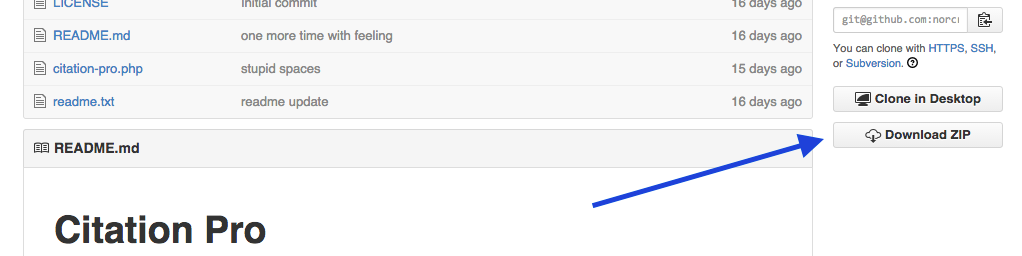 LICENSE Initial commit 16 days ago
README.md one more time with feeling 16 days ago
citation-pro.php stupid spaces 15 days ago
readme.txt readme update 16 days ago
README.md
Citation Pro
git@github.com:norcr
You can clone with HTTPS, SSH,
or Subversion.
Clone in Desktop
Download ZIP